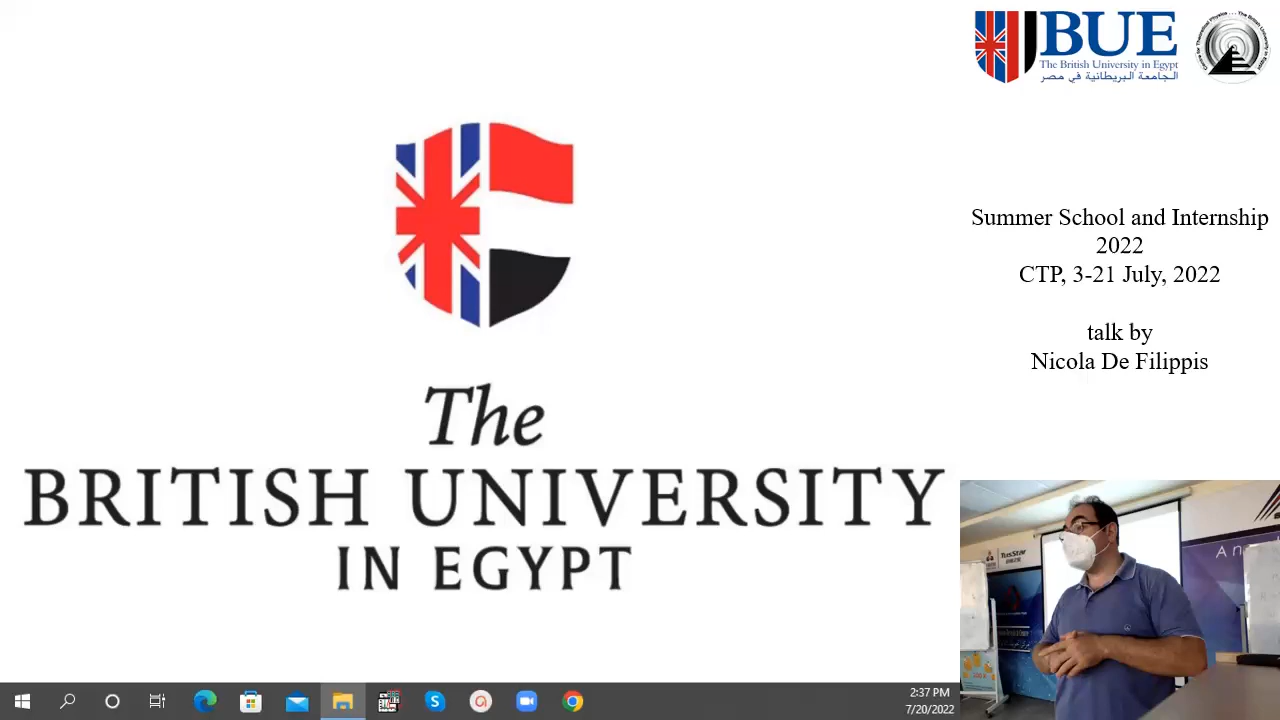 BUE
The British University in Egypt
الجامعة البريطانية في مصر
Summer School and Internship
2022
CTP, 3-21 July, 2022
talk by
Nicola De Filippis
The
BRITISH UNIVERSITY
IN EGYPT
TusStar
2:37 PM
7/20/2022